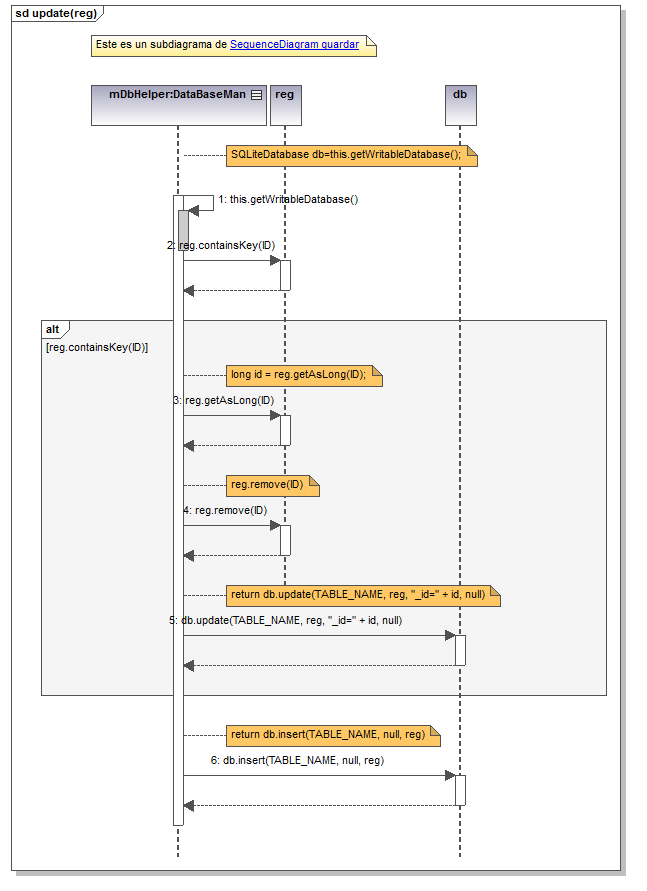 sd update(reg)
Este es un subdiagrama de SequenceDiagram guardar
mDbHelper:DataBaseMan
reg
db
SQLiteDatabase db=this.getWritableDatabase();
1: this.getWritableDatabase()
2: reg.containsKey(ID)
alt
[reg.containsKey(ID)]
long id = reg.getAsLong(ID);
3: reg.getAsLong(ID)
reg.remove(ID)
4: reg.remove(ID)
return db.update(TABLE_NAME, reg, "_id=" + id, null)
5: db.update(TABLE_NAME, reg, "_id=" + id, null)
return db.insert(TABLE_NAME, null, reg)
6: db.insert(TABLE_NAME, null, reg)